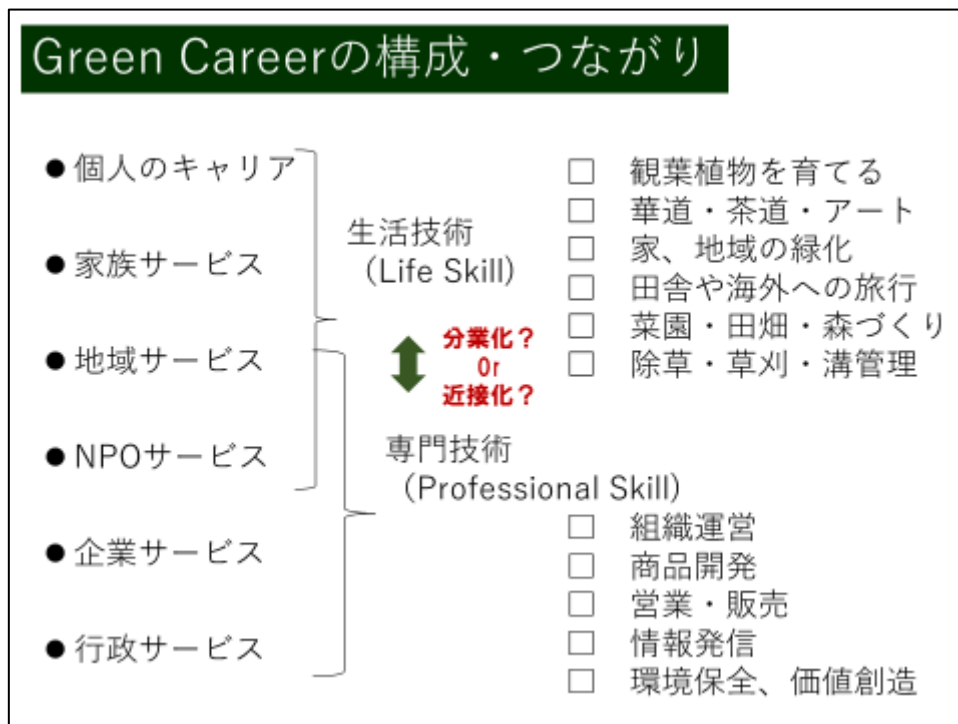 Green Careerの構成・つながり
●個人のキャリア
●家族サービス
●地域サービス
●NPOサービス
●企業サービス
●行政サービス
生活技術
（Life Skill）
分業化？
Or
近接化？
専門技術
（Professional Skill）
□ 観葉植物を育てる
□ 華道・茶道・アート
□ 家、地域の緑化
□ 田舎や海外への旅行
□ 菜園・田畑・森づくり
□ 除草・草刈・溝管理
□ 組織運営
□ 商品開発
□ 営業・販売
□ 情報発信
□ 環境保全、価値創造